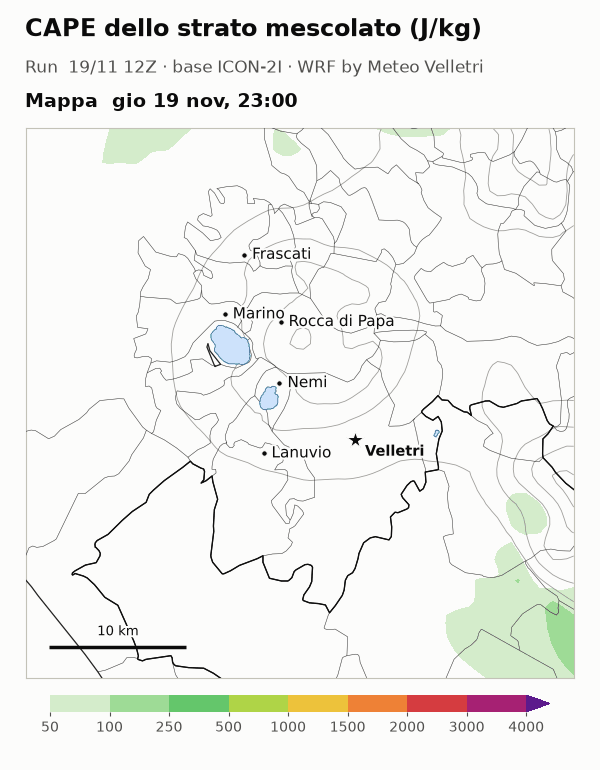 CAPE dello strato mescolato (J/kg)
Run  19/11 12Z · base ICON-2I · WRF by Meteo Velletri
Mappa  gio 19 nov, 23:00
Frascati
Marino
Rocca di Papa
Nemi
Velletri
Lanuvio
10 km
50 100 250 500 1000 1500 2000 3000 4000